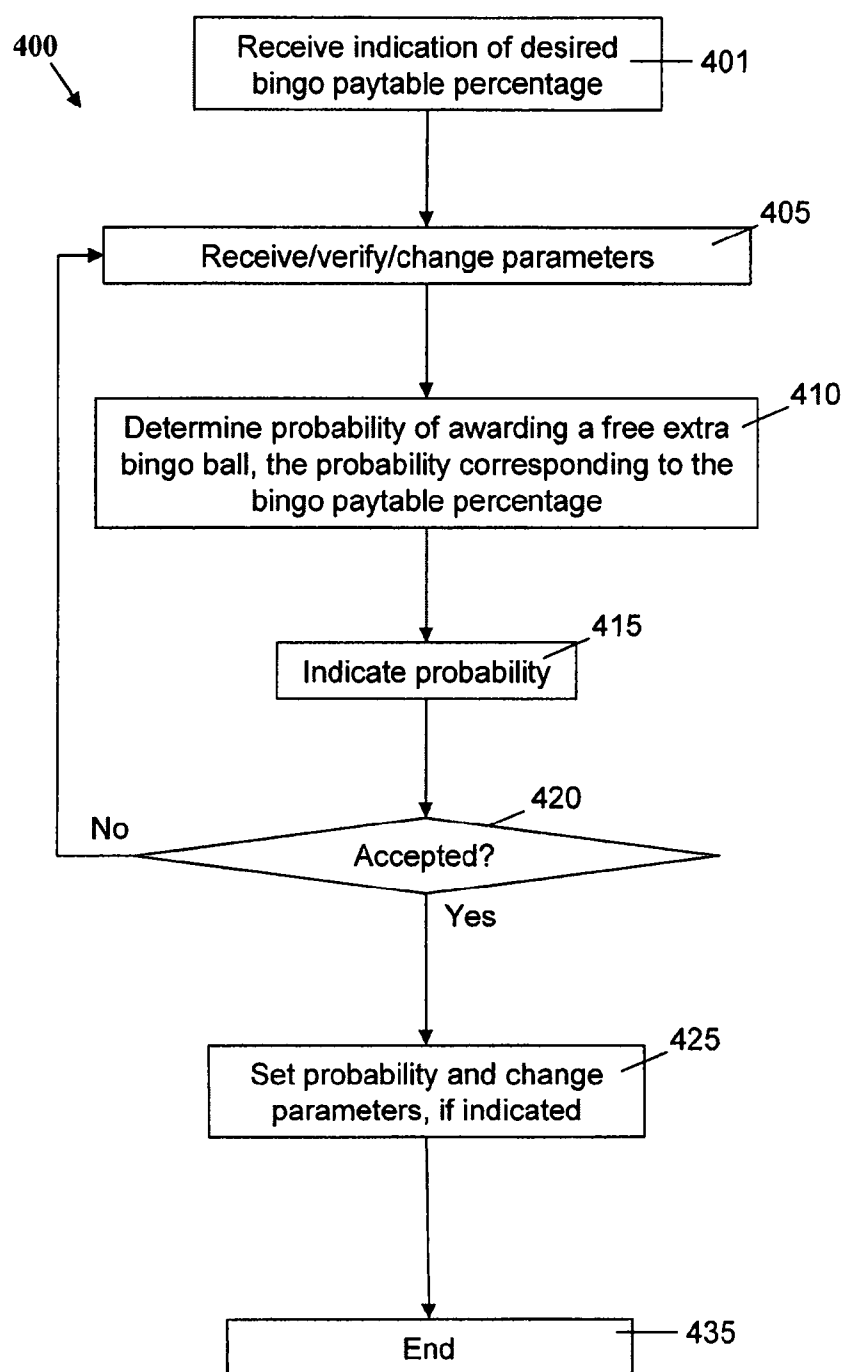 400
Receive indication of desired
bingo paytable percentage
401
405
Receive/verify/change parameters
410
Determine probability of awarding a free extra
bingo ball, the probability corresponding to the
bingo paytable percentage
415
Indicate probability
420
No
Accepted?
Yes
425
Set probability and change
parameters, if indicated
End
435